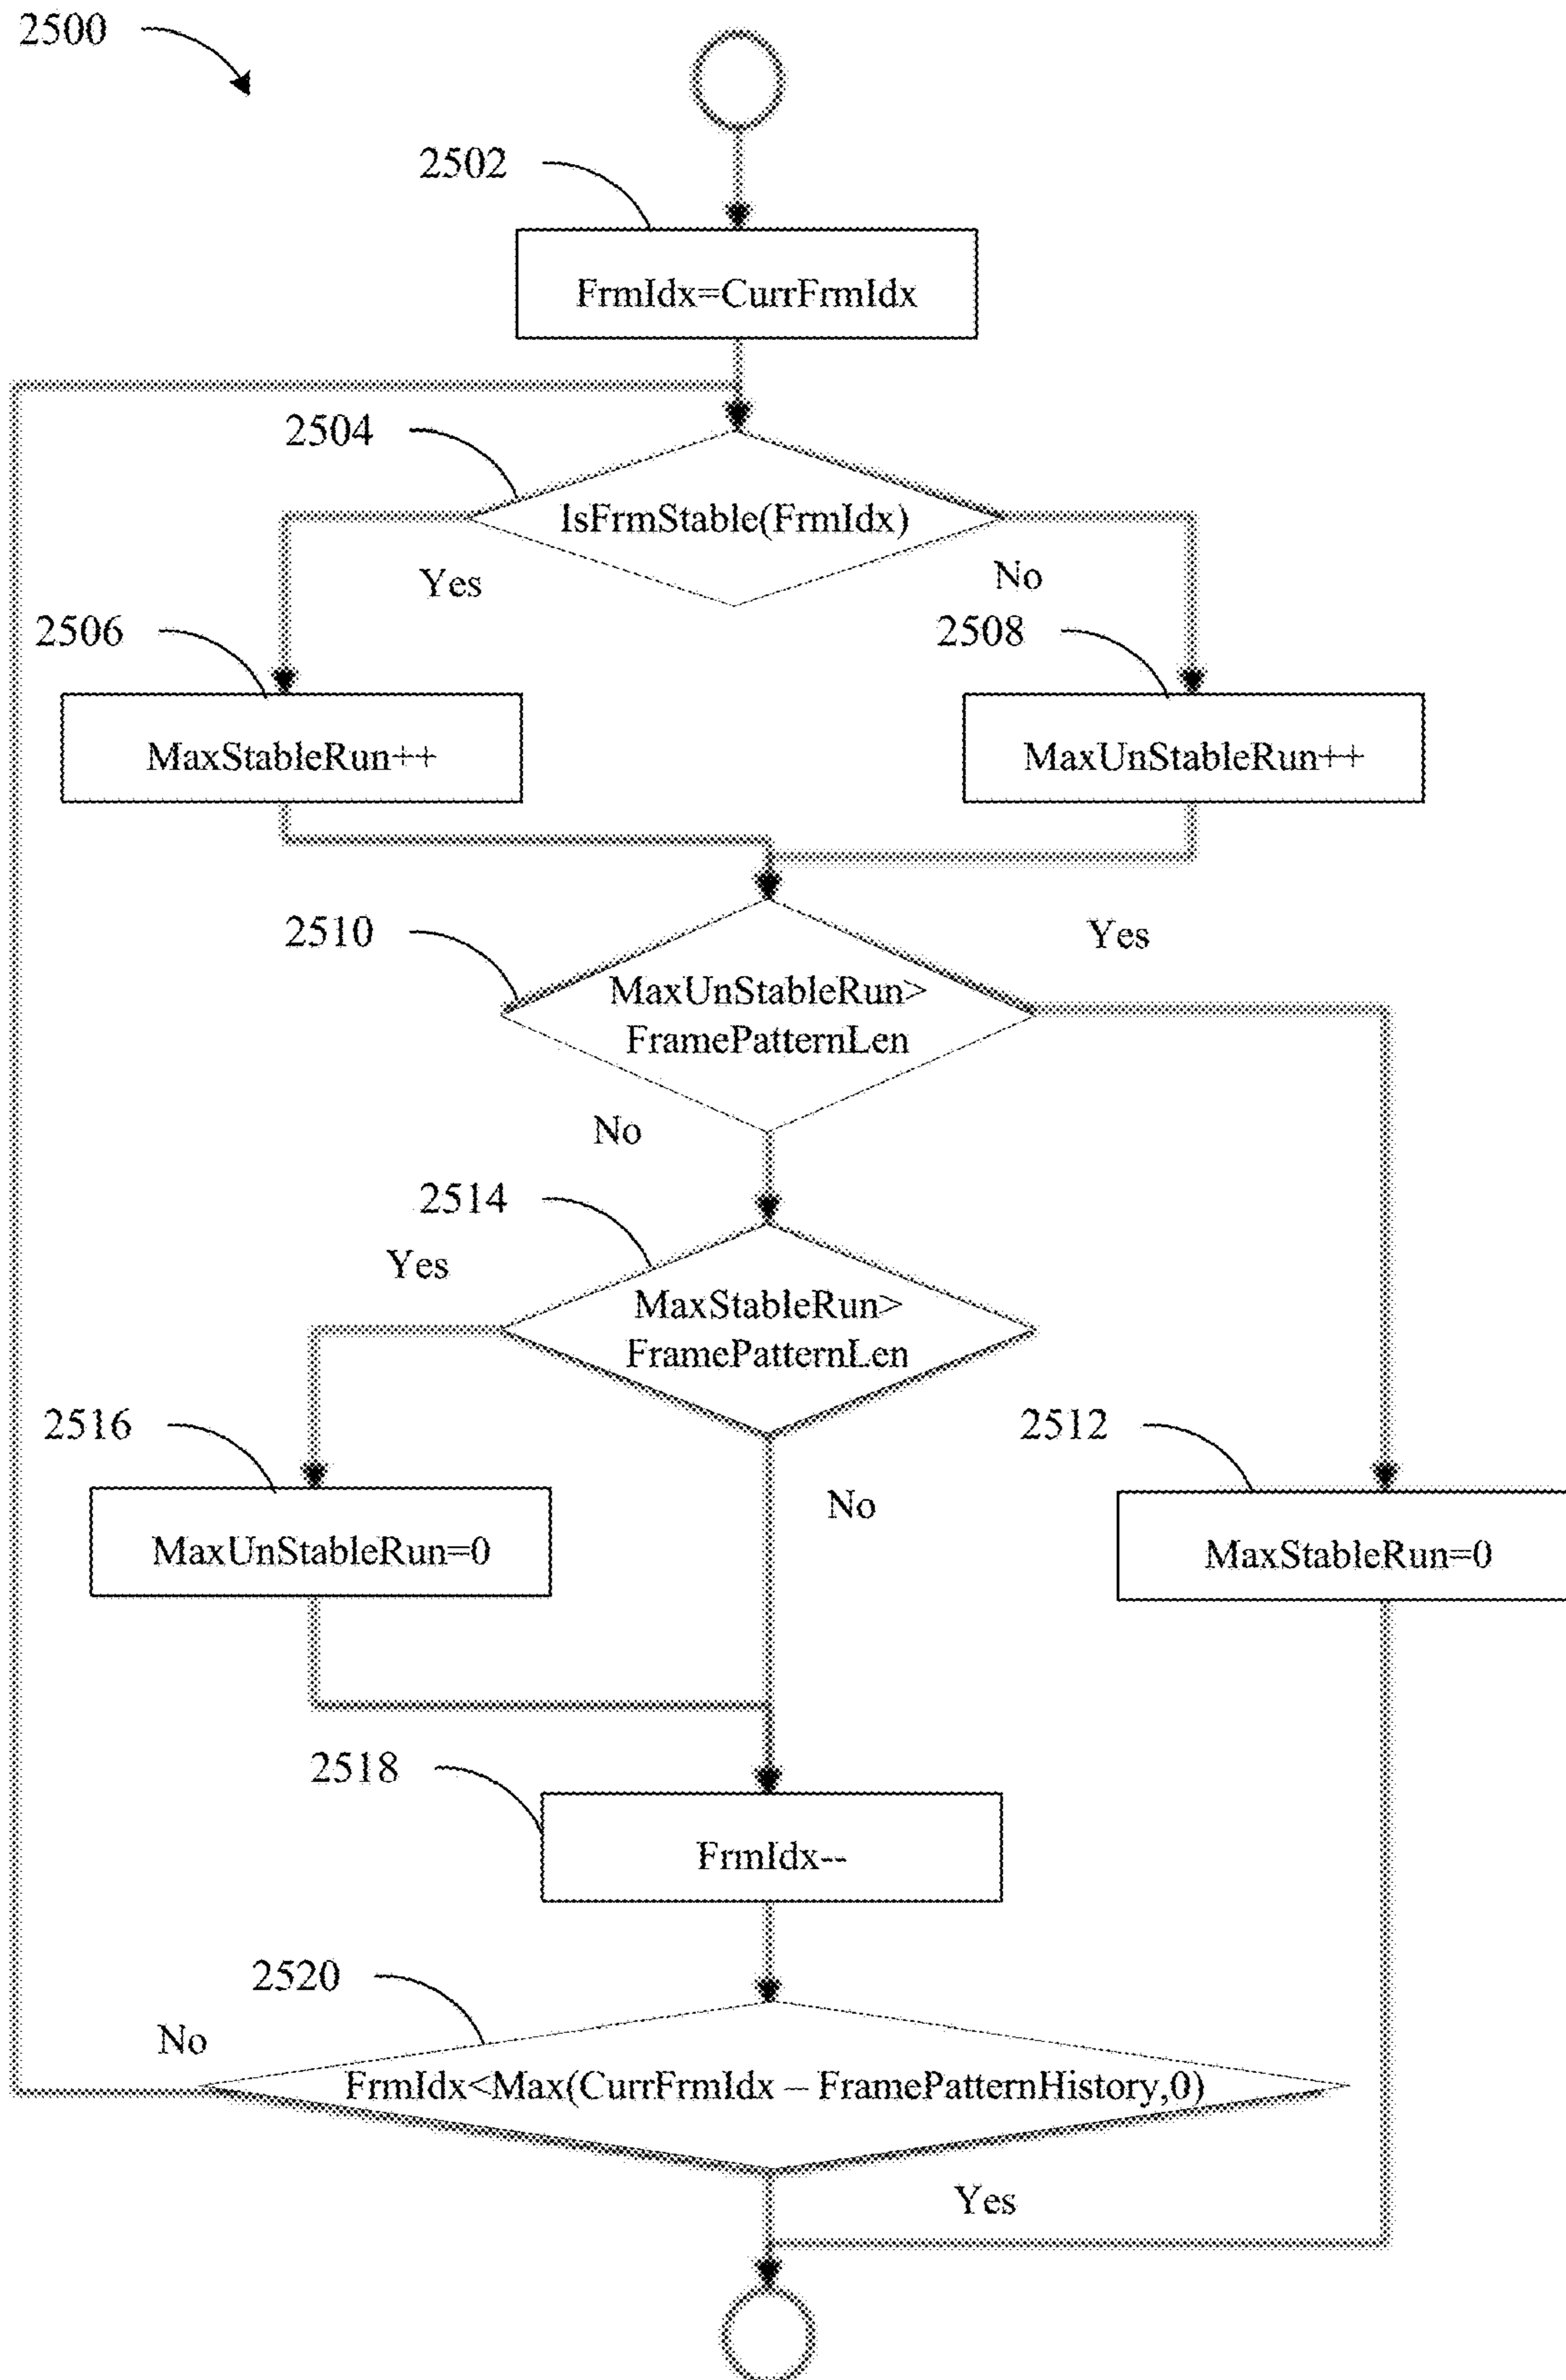 2500
2502
FrmIdx=CurrFrmIdx
2504
IsFrmStable(FrmIdx)
Yes
No
2506
2508
MaxStableRun++
MaxUnStableRun++
2510
Yes
MaxUnStableRun>
FramePatternLen
No
2514
Yes
MaxStableRun>
FramePatternLen
2516
2512
No
MaxUnStableRun=0
MaxStableRun=0
2518
FrmIdx--
2520
No
FrmIdx<Max(CurrFrmIdx – FramePatternHistory,0)
Yes